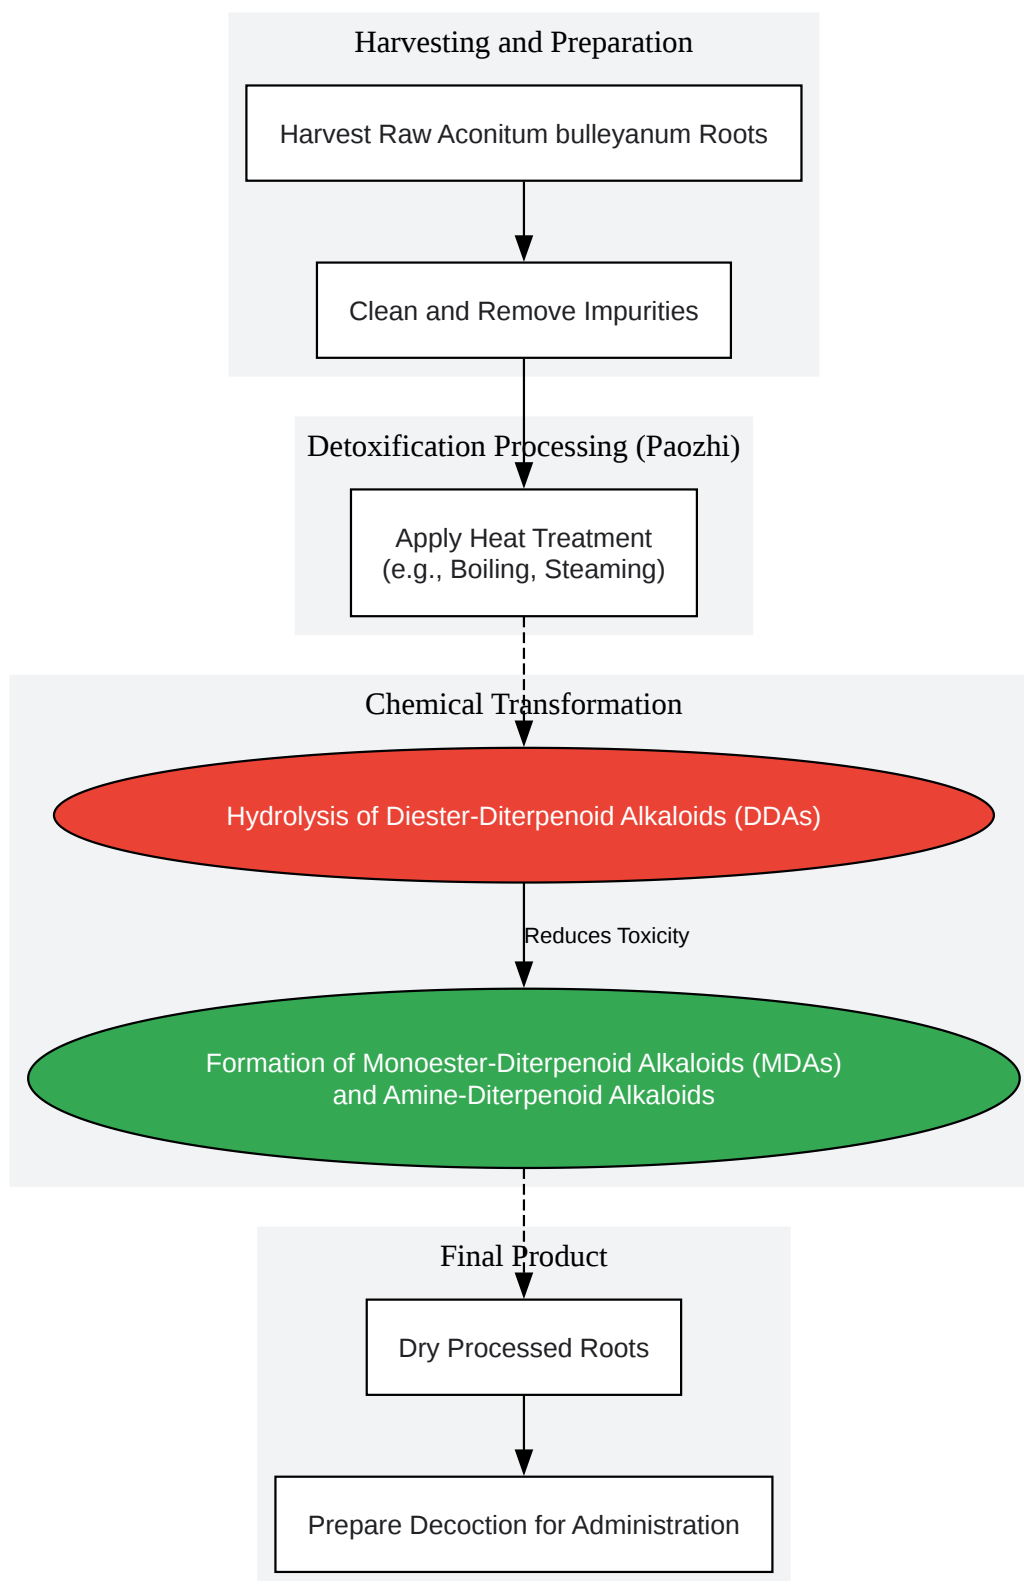 Harvesting and Preparation
Harvest Raw Aconitum bulleyanum Roots
Clean and Remove Impurities
Detoxification Processing (Paozhi)
Apply Heat Treatment
(e.g., Boiling, Steaming)
Chemical Transformation
Hydrolysis of Diester-Diterpenoid Alkaloids (DDAs)
Reduces Toxicity
Formation of Monoester-Diterpenoid Alkaloids (MDAs)
and Amine-Diterpenoid Alkaloids
Final Product
Dry Processed Roots
Prepare Decoction for Administration